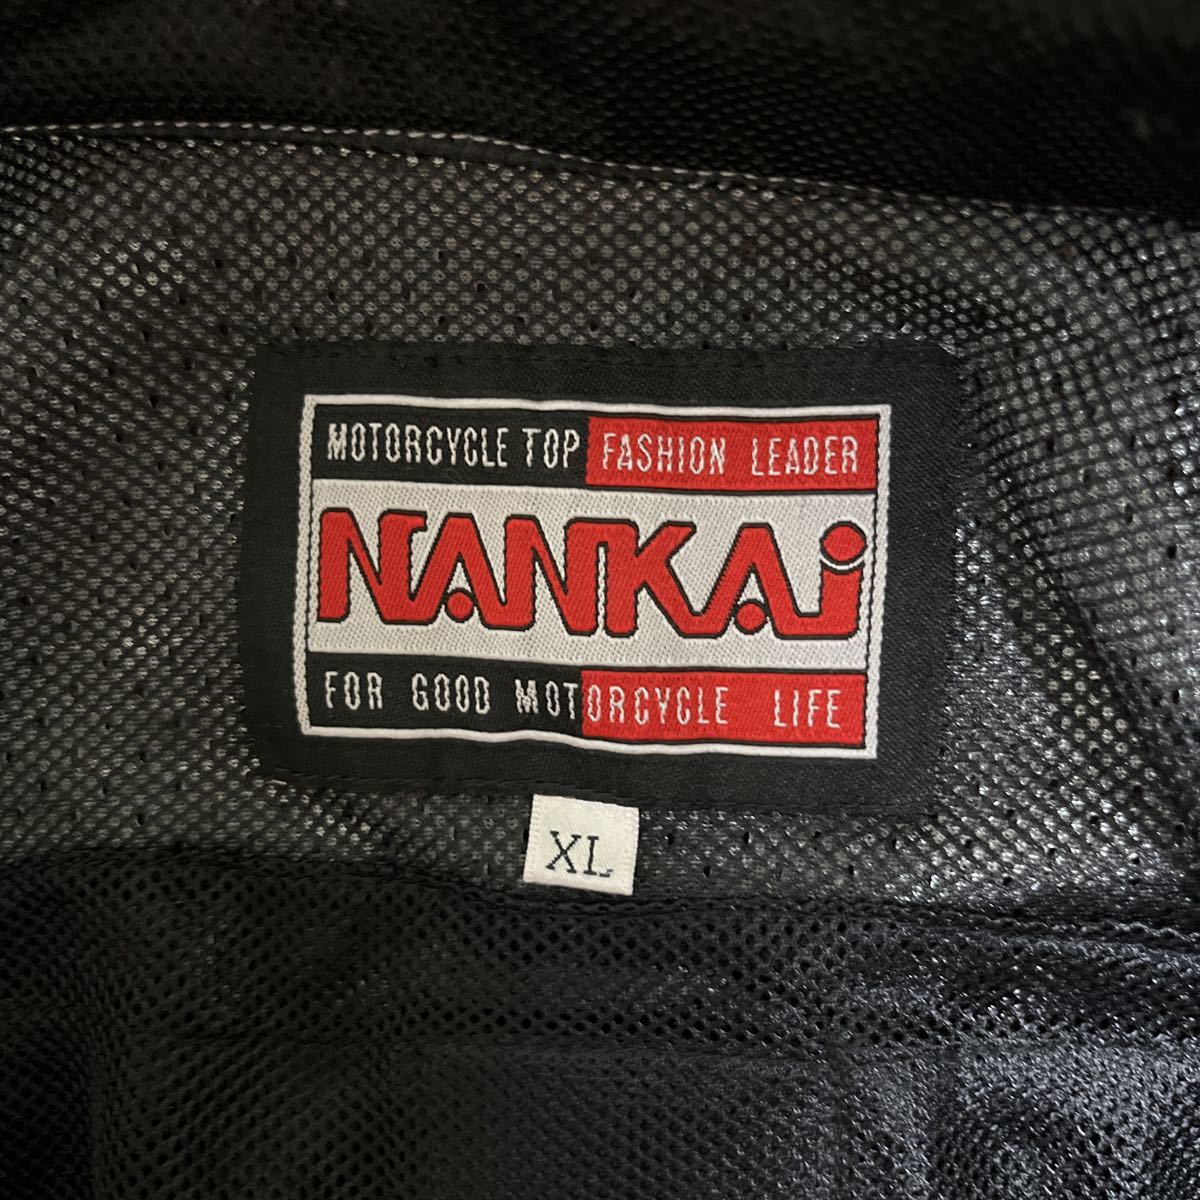 MOTORCYCLE TOP FASHION LEADER
NANKAi
FOR GOOD MOTORCYCLE LIFE
XL